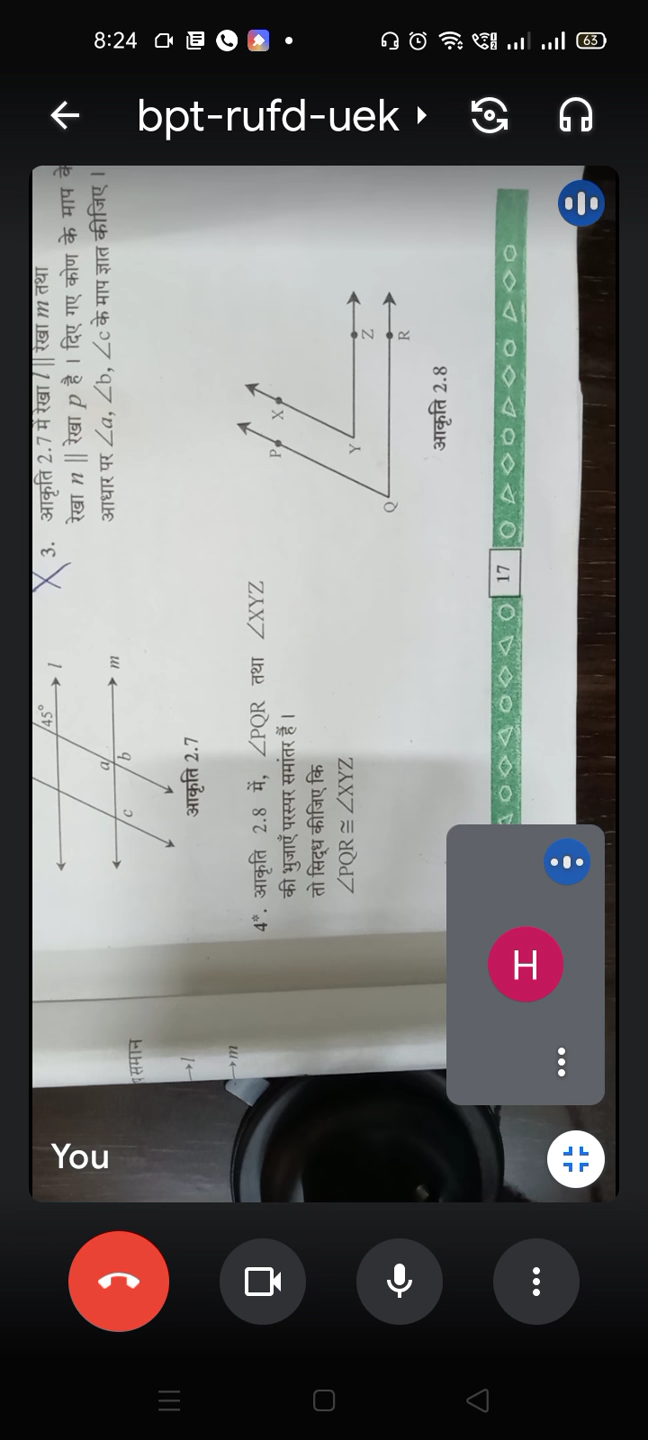 8:24
63
bpt-rufd-uek
3. आकृति 2.7 में रेखा l || रेखा m तथा
रेखा n || रेखा p है । दिए गए कोण के माप के
आधार पर ∠a, ∠b, ∠c के माप ज्ञात कीजिए ।
45°
l
m
a
b
c
आकृति 2.7
4*. आकृति 2.8 में, ∠PQR तथा ∠XYZ
की भुजाएँ परस्पर समांतर हैं ।
तो सिद्ध कीजिए कि
∠PQR ≅ ∠XYZ
P
X
Y
Z
Q
R
आकृति 2.8
17
l
m
H
You